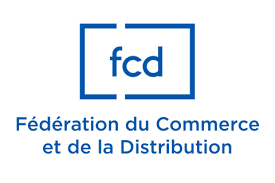 fcd
Fédération du Commerce
et de la Distribution